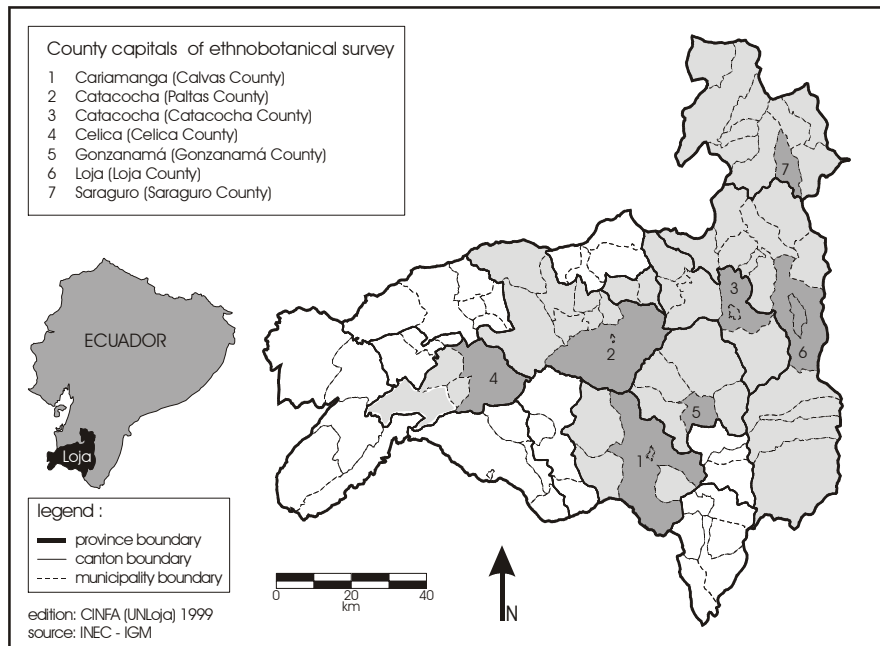 County capitals of ethnobotanical survey
1 Cariamanga (Calvas County)
2 Catacocha (Paltas County)
3 Catacocha (Catacocha County)
4 Celica (Celica County)
5 Gonzanamá (Gonzanamá County)
6 Loja (Loja County)
7 Saraguro (Saraguro County)
7
3
ECUADOR
2
6
4
5
Loja
1
legend :
province boundary
canton boundary
municipality boundary
0 20 40
km
N
edition: CINFA (UNLoja) 1999
source: INEC - IGM